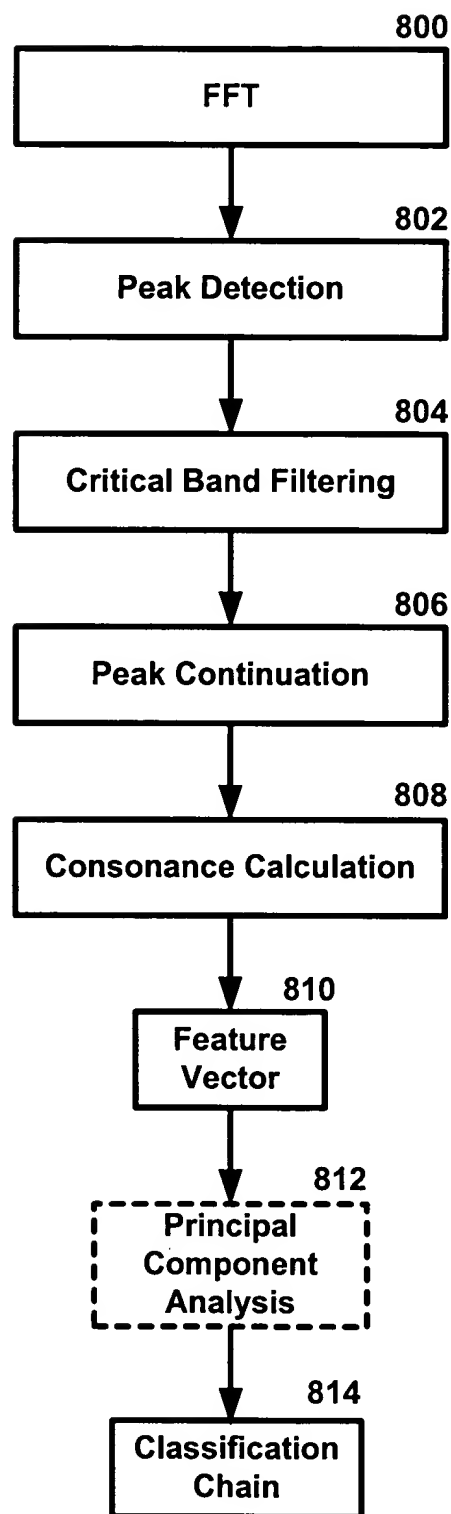 800
FFT
802
Peak Detection
804
Critical Band Filtering
806
Peak Continuation
808
Consonance Calculation
810
Feature
Vector
812
Principal
Component
Analysis
814
Classification
Chain